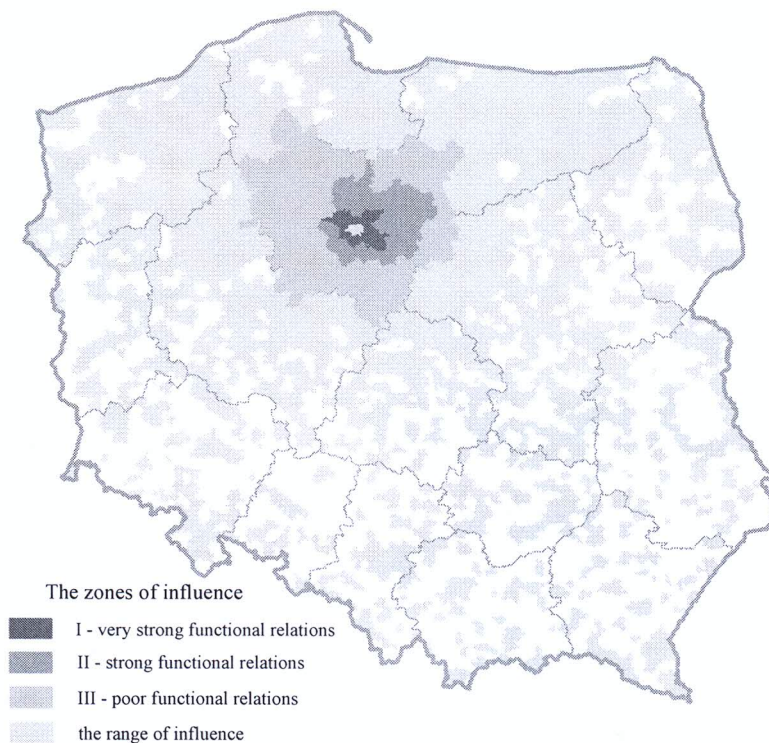 The zones of influence
I - very strong functional relations
II - strong functional relations
III - poor functional relations
the range of influence